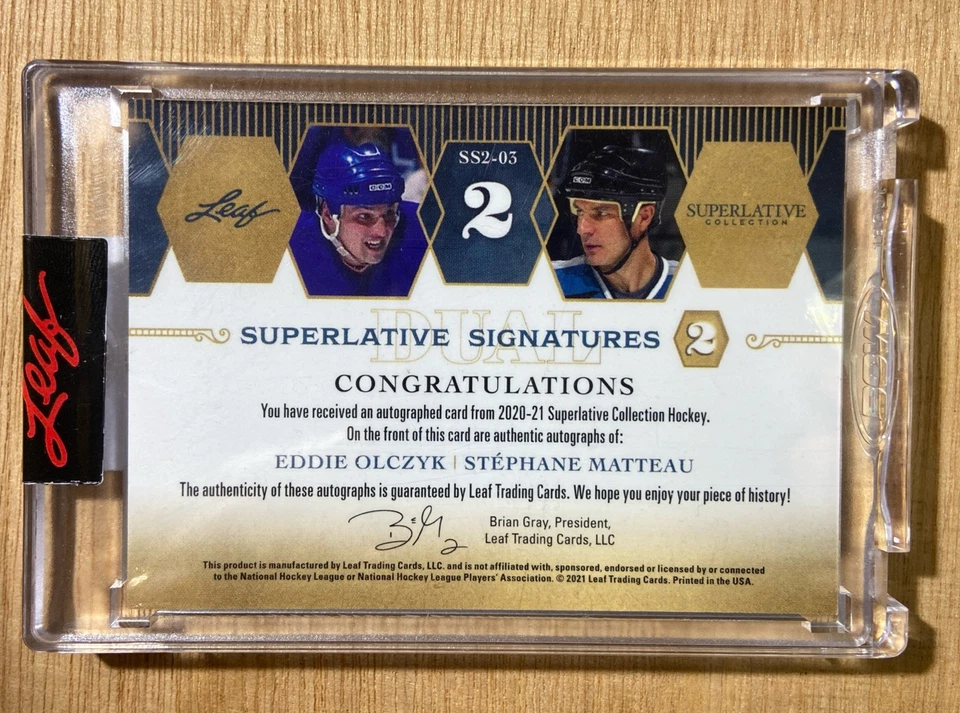 SS2-03
Leaf
2
CCM
CCM
SUPERLATIVE
COLLECTION
DUAL
SUPERLATIVE SIGNATURES 2
CONGRATULATIONS
You have received an autographed card from 2020-21 Superlative Collection Hockey.
On the front of this card are authentic autographs of:
EDDIE OLCZYK | STÉPHANE MATTEAU
The authenticity of these autographs is guaranteed by Leaf Trading Cards. We hope you enjoy your piece of history!
Brian Gray, President,
Leaf Trading Cards, LLC
This product is manufactured by Leaf Trading Cards, LLC. and is not affiliated with, sponsored, endorsed or licensed by or connected
to the National Hockey League or National Hockey League Players' Association. © 2021 Leaf Trading Cards. Printed in the USA.
Leaf